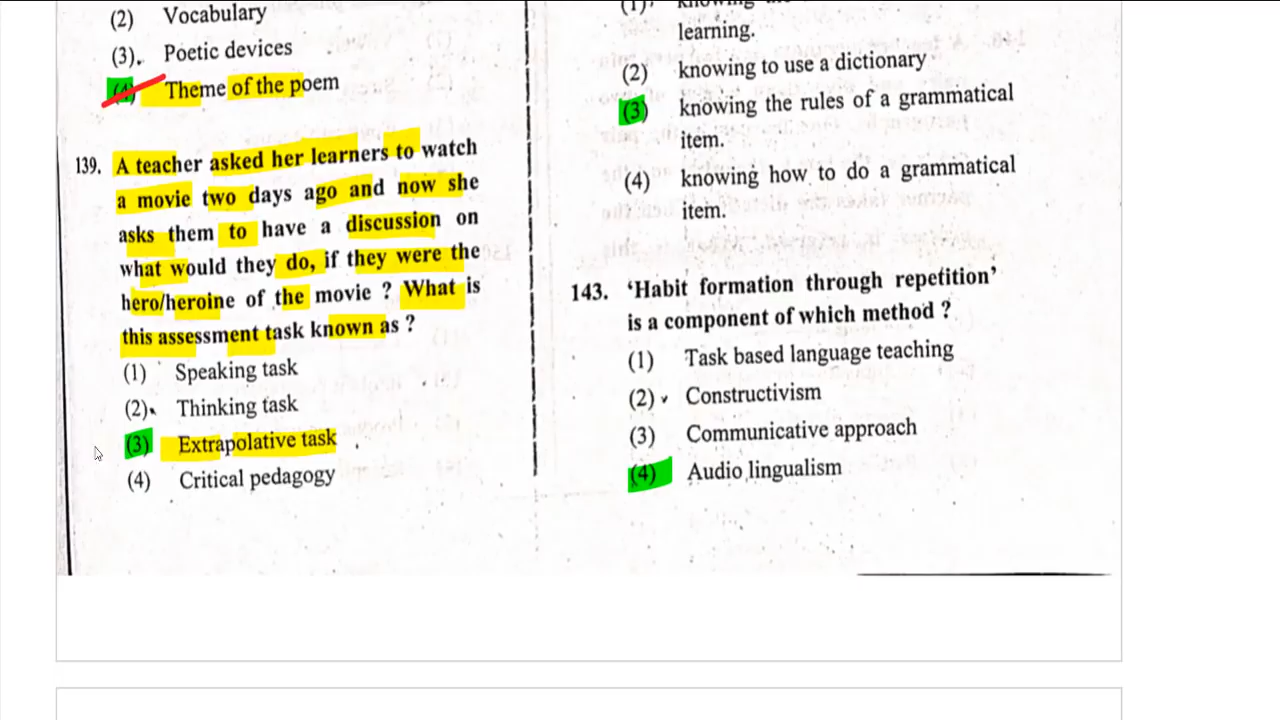 (2) Vocabulary
(3). Poetic devices
(4) Theme of the poem
139. A teacher asked her learners to watch
a movie two days ago and now she
asks them to have a discussion on
what would they do, if they were the
hero/heroine of the movie ? What is
this assessment task known as ?
(1) Speaking task
(2) Thinking task
(3) Extrapolative task
(4) Critical pedagogy
learning.
(2) knowing to use a dictionary
(3) knowing the rules of a grammatical
item.
(4) knowing how to do a grammatical
item.
143. ‘Habit formation through repetition’
is a component of which method ?
(1) Task based language teaching
(2) Constructivism
(3) Communicative approach
(4) Audio lingualism